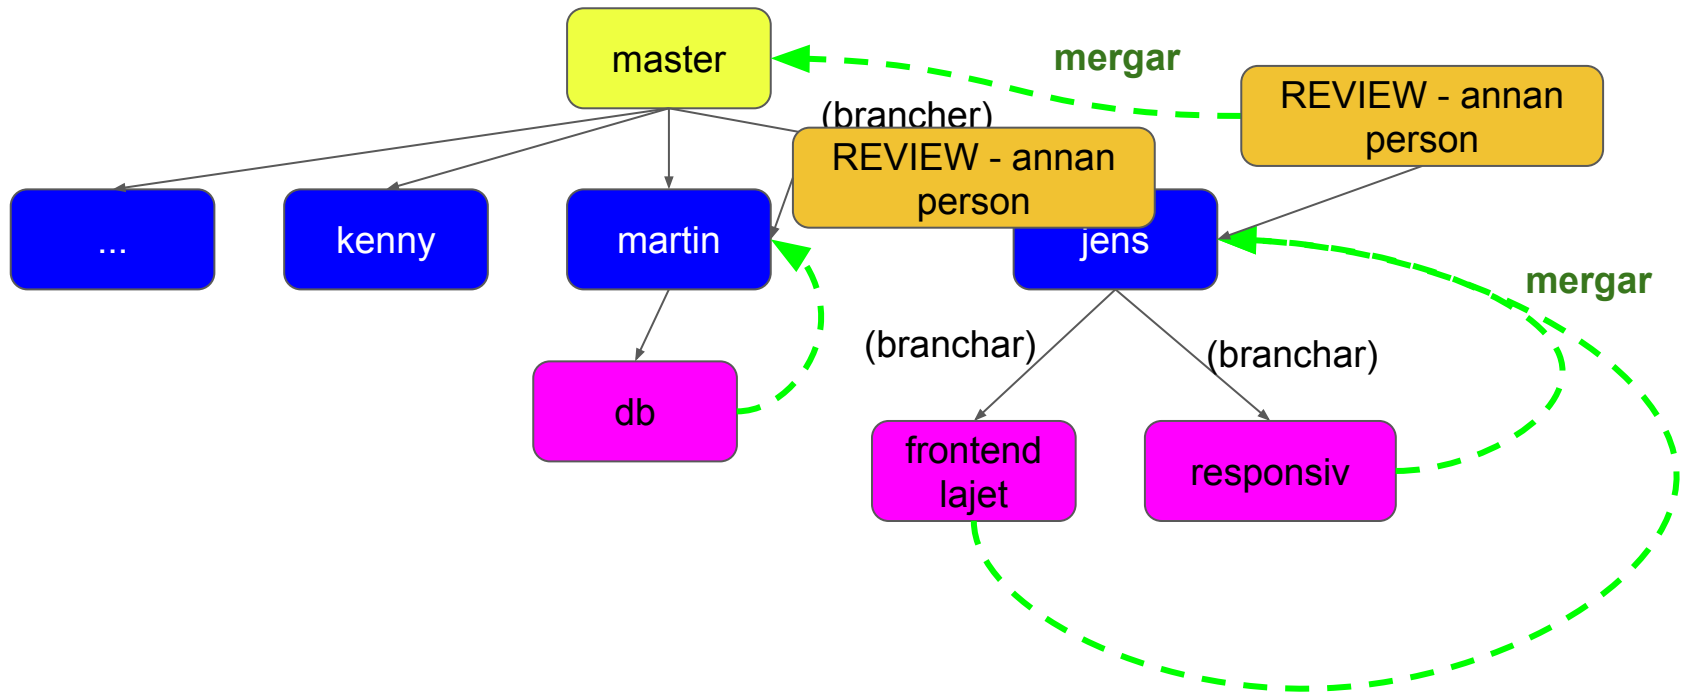 master
mergar
REVIEW - annan
person
(brancher)
REVIEW - annan
person
...
kenny
martin
jens
mergar
(branchar)
(branchar)
db
frontend
lajet
responsiv